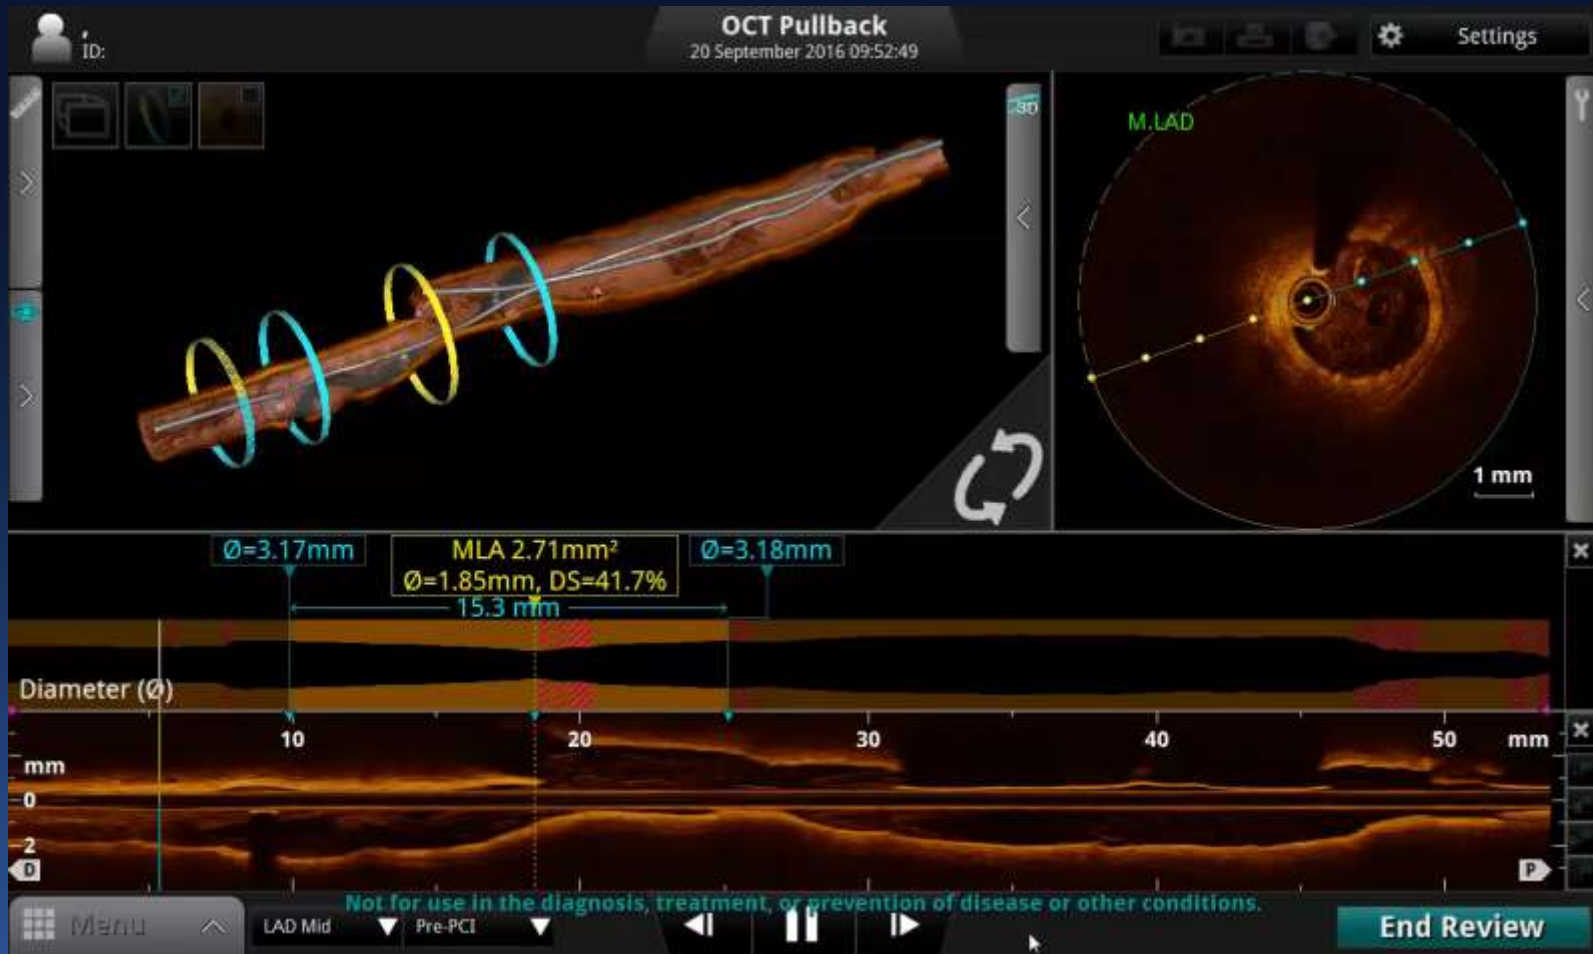 ,
ID:
OCT Pullback
20 September 2016 09:52:49
Settings
3D
M.LAD
1 mm
Ø=3.17mm
MLA 2.71mm²
Ø=1.85mm, DS=41.7%
Ø=3.18mm
15.3 mm
Diameter (Ø)
10 20 30 40 50 mm
mm
0
2
D
P
Not for use in the diagnosis, treatment, or prevention of disease or other conditions.
Menu
LAD Mid
Pre-PCI
End Review